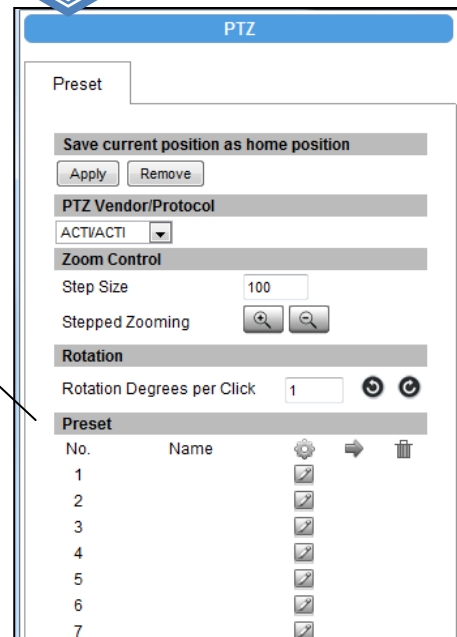 PTZ
Preset
Save current position as home position
Apply Remove
PTZ Vendor/Protocol
ACTi/ACTI
Zoom Control
Step Size 100
Stepped Zooming
Rotation
Rotation Degrees per Click 1
Preset
No. Name
1
2
3
4
5
6
7